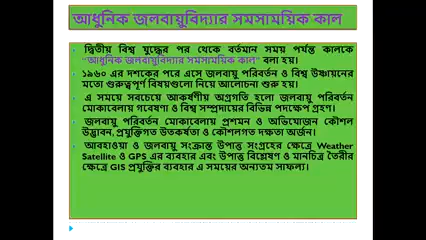 আধুনিক জলবায়ুবিদ্যার সমসাময়িক কাল
দ্বিতীয় বিশ্ব যুদ্ধের পর থেকে বর্তমান সময় পর্যন্ত কালকে
“আধুনিক জলবায়ুবিদ্যার সমসাময়িক কাল” বলা হয়।
১৯৬০ এর দশকের পরে এসে জলবায়ু পরিবর্তন ও বিশ্ব উষ্ণায়নের
মতো গুরুত্বপূর্ণ বিষয়গুলো নিয়ে আলোচনা শুরু হয়।
এ সময়ে সবচেয়ে আকর্ষণীয় অগ্রগতি হলো জলবায়ু পরিবর্তন
মোকাবেলায় গবেষণা ও বিশ্ব সম্প্রদায়ের বিভিন্ন পদক্ষেপ গ্রহণ।
জলবায়ু পরিবর্তন মোকাবেলায় প্রশমন ও অভিযোজন কৌশল
উদ্ভাবন, প্রযুক্তিগত উৎকর্ষতা ও কৌশলগত দক্ষতা অর্জন।
আবহাওয়া ও জলবায়ু সংক্রান্ত উপাত্ত সংগ্রহের ক্ষেত্রে Weather
Satellite ও GPS এর ব্যবহার এবং উপাত্ত বিশ্লেষণ ও মানচিত্র তৈরীর
ক্ষেত্রে GIS প্রযুক্তির ব্যবহার এ সময়ের অন্যতম সাফল্য।